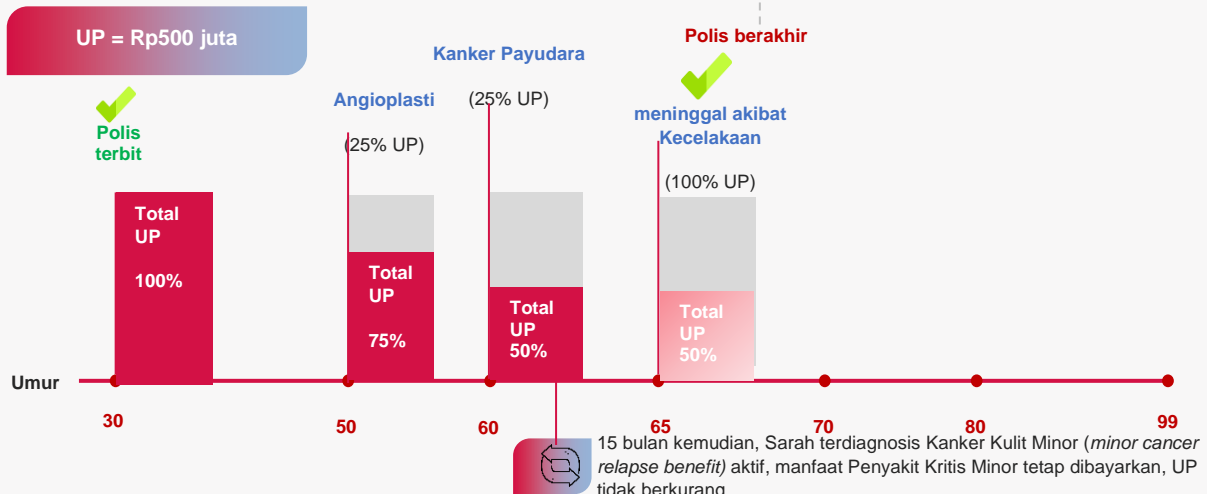 UP = Rp500 juta
Polis
terbit
Angioplasti
(25% UP)
Kanker Payudara
(25% UP)
Polis berakhir
meninggal akibat
Kecelakaan
(100% UP)
Total
UP
100%
Total
UP
75%
Total
UP
50%
Total
UP
50%
Umur
30
50
60
65
70
80
99
15 bulan kemudian, Sarah terdiagnosis Kanker Kulit Minor (minor cancer
relapse benefit) aktif, manfaat Penyakit Kritis Minor tetap dibayarkan, UP
tidak berkurang